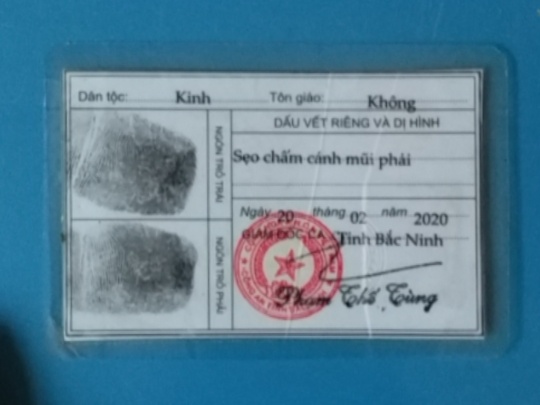 Dân tộc: Kinh Tôn giáo: Không
DẤU VẾT RIÊNG VÀ DỊ HÌNH
Sẹo chấm cánh mũi phải
NGÓN TRỎ TRÁI
Ngày 20 tháng 02 năm 2020
GIÁM ĐỐC CA Tỉnh Bắc Ninh
NGÓN TRỎ PHẢI
Phạm Thế Tùng